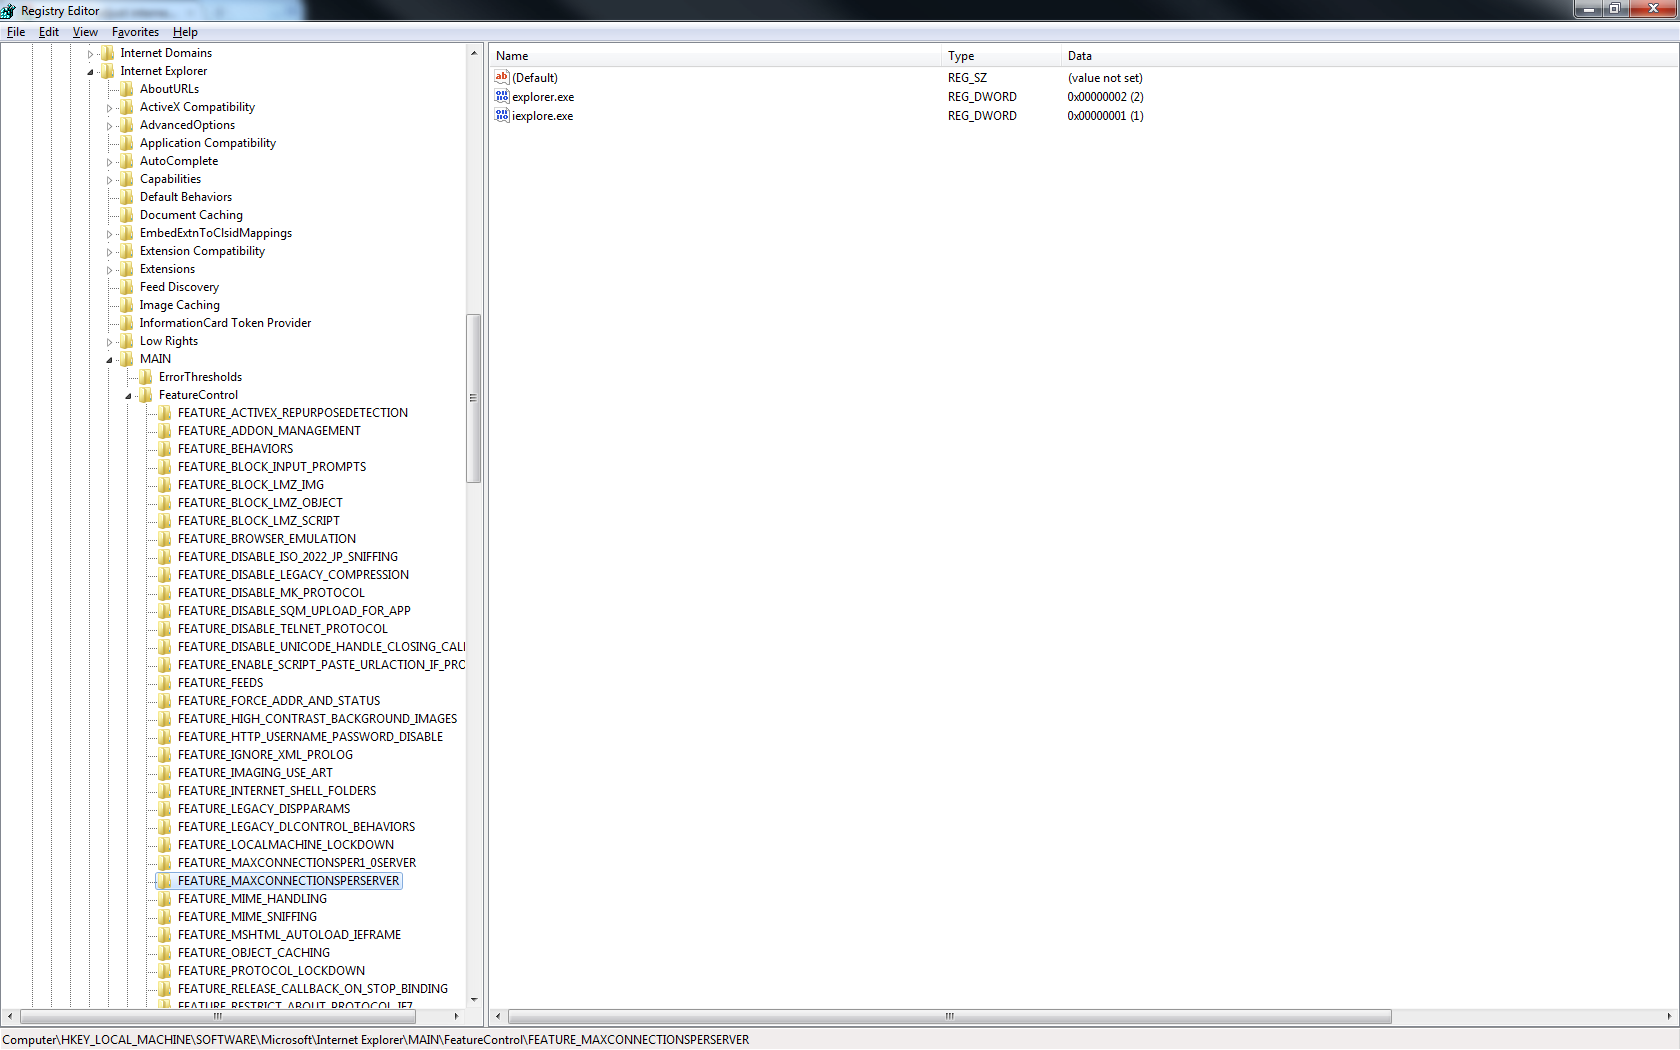 Registry Editor
File Edit View Favorites Help
Internet Domains
Internet Explorer
AboutURLs
ActiveX Compatibility
AdvancedOptions
Application Compatibility
AutoComplete
Capabilities
Default Behaviors
Document Caching
EmbedExtnToClsidMappings
Extension Compatibility
Extensions
Feed Discovery
Image Caching
InformationCard Token Provider
Low Rights
MAIN
ErrorThresholds
FeatureControl
FEATURE_ACTIVEX_REPURPOSEDETECTION
FEATURE_ADDON_MANAGEMENT
FEATURE_BEHAVIORS
FEATURE_BLOCK_INPUT_PROMPTS
FEATURE_BLOCK_LMZ_IMG
FEATURE_BLOCK_LMZ_OBJECT
FEATURE_BLOCK_LMZ_SCRIPT
FEATURE_BROWSER_EMULATION
FEATURE_DISABLE_ISO_2022_JP_SNIFFING
FEATURE_DISABLE_LEGACY_COMPRESSION
FEATURE_DISABLE_MK_PROTOCOL
FEATURE_DISABLE_SQM_UPLOAD_FOR_APP
FEATURE_DISABLE_TELNET_PROTOCOL
FEATURE_DISABLE_UNICODE_HANDLE_CLOSING_CALL
FEATURE_ENABLE_SCRIPT_PASTE_URLACTION_IF_PRO
FEATURE_FEEDS
FEATURE_FORCE_ADDR_AND_STATUS
FEATURE_HIGH_CONTRAST_BACKGROUND_IMAGES
FEATURE_HTTP_USERNAME_PASSWORD_DISABLE
FEATURE_IGNORE_XML_PROLOG
FEATURE_IMAGING_USE_ART
FEATURE_INTERNET_SHELL_FOLDERS
FEATURE_LEGACY_DISPPARAMS
FEATURE_LEGACY_DLCONTROL_BEHAVIORS
FEATURE_LOCALMACHINE_LOCKDOWN
FEATURE_MAXCONNECTIONSPER1_0SERVER
FEATURE_MAXCONNECTIONSPERSERVER
FEATURE_MIME_HANDLING
FEATURE_MIME_SNIFFING
FEATURE_MSHTML_AUTOLOAD_IEFRAME
FEATURE_OBJECT_CACHING
FEATURE_PROTOCOL_LOCKDOWN
FEATURE_RELEASE_CALLBACK_ON_STOP_BINDING
FEATURE_RESTRICT_ABOUT_PROTOCOL_IE7
Name Type Data
(Default) REG_SZ (value not set)
explorer.exe REG_DWORD 0x00000002 (2)
iexplore.exe REG_DWORD 0x00000001 (1)
Computer\HKEY_LOCAL_MACHINE\SOFTWARE\Microsoft\Internet Explorer\MAIN\FeatureControl\FEATURE_MAXCONNECTIONSPERSERVER